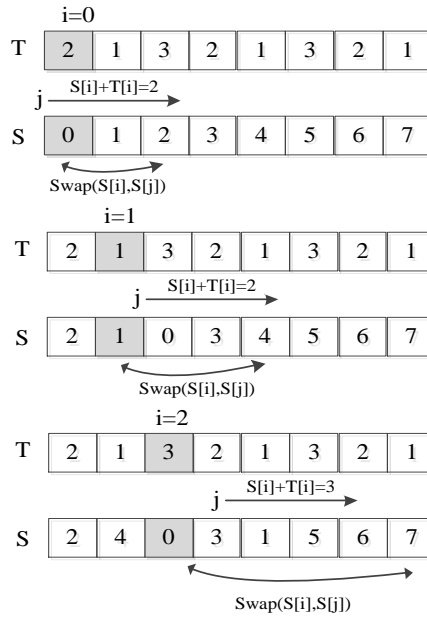 i=0
T 2 1 3 2 1 3 2 1
j S[i]+T[i]=2
S 0 1 2 3 4 5 6 7
Swap(S[i],S[j])
i=1
T 2 1 3 2 1 3 2 1
j S[i]+T[i]=2
S 2 1 0 3 4 5 6 7
Swap(S[i],S[j])
i=2
T 2 1 3 2 1 3 2 1
j S[i]+T[i]=3
S 2 4 0 3 1 5 6 7
Swap(S[i],S[j])